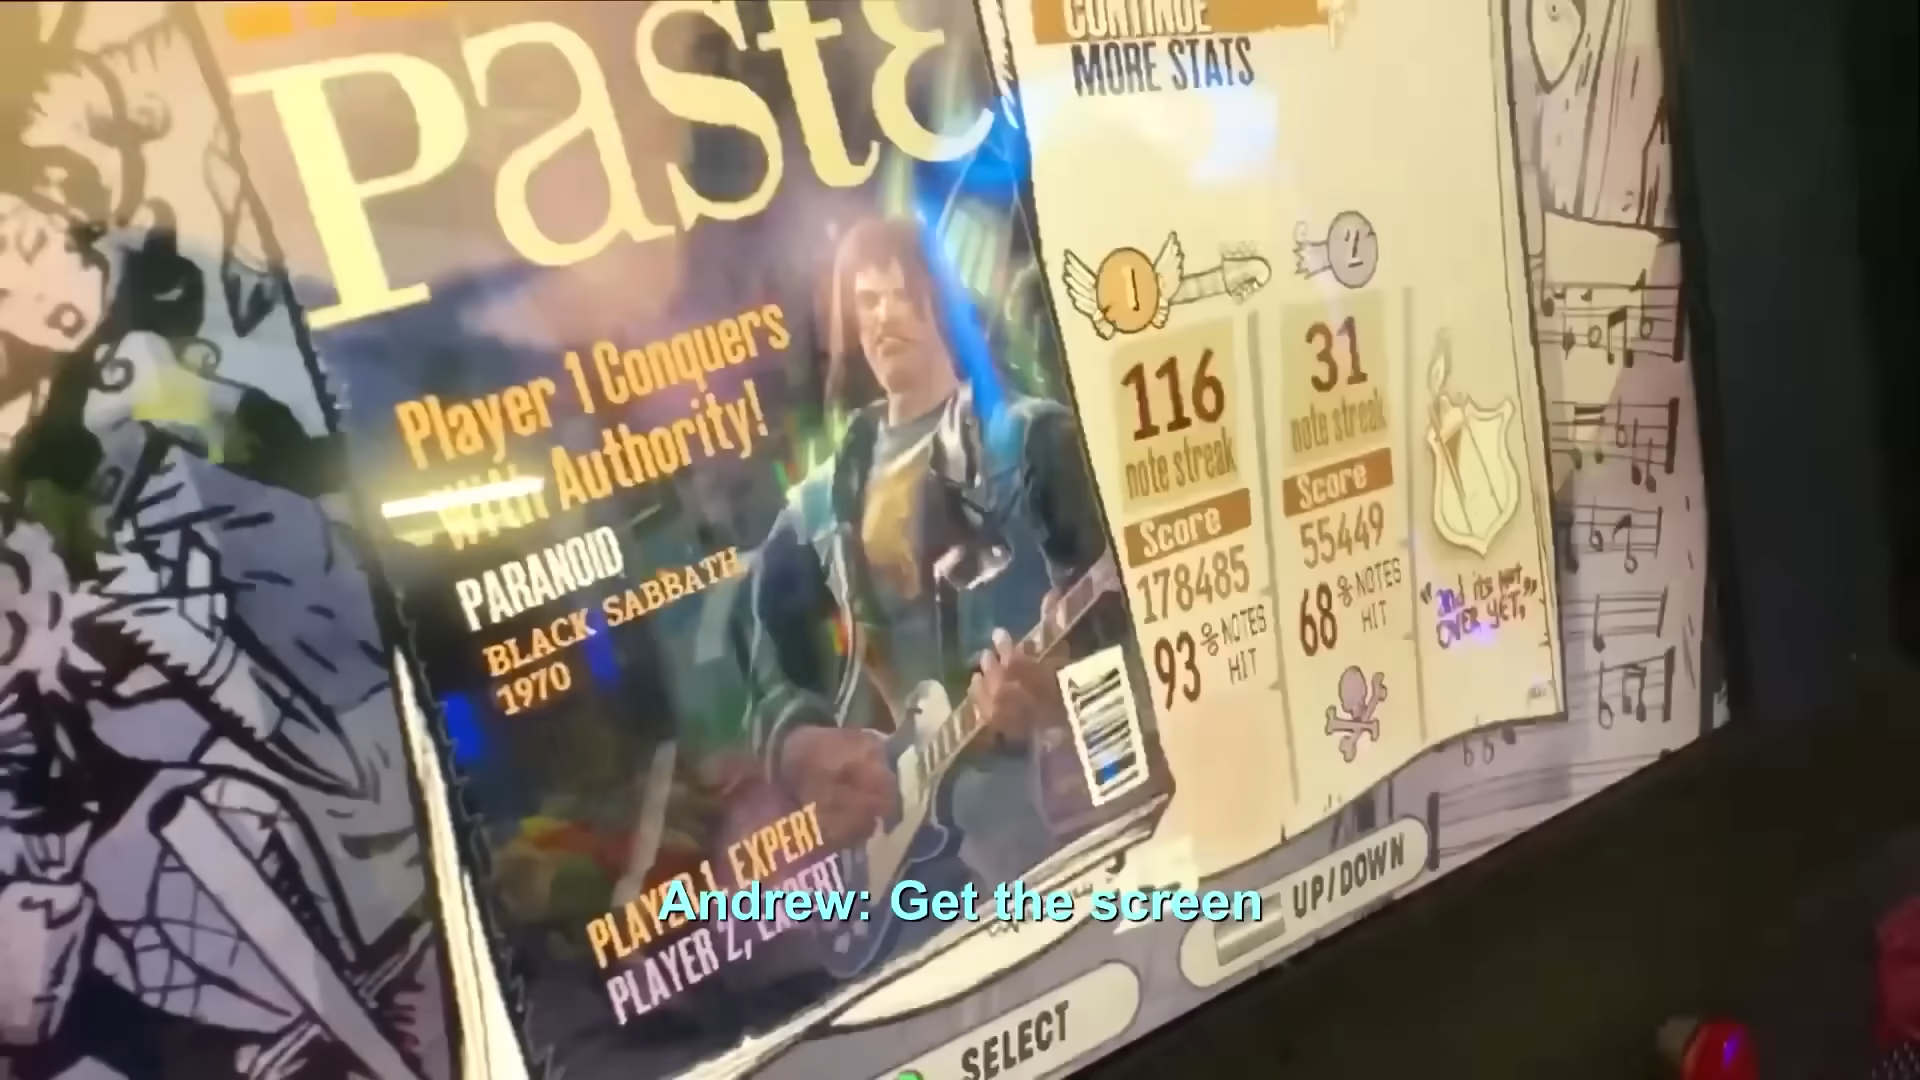 Paste
Player 1 Conquers
with Authority!
PARANOID
BLACK SABBATH
1970
PLAYER 1, EXPERT
PLAYER 2, EXPERT
CONTINUE
MORE STATS
1
2
116
note streak
Score
178485
93 % NOTES
HIT
31
note streak
Score
55449
68 % NOTES
HIT
"and its not
OVER YET."
Andrew: Get the screen
SELECT
UP/DOWN